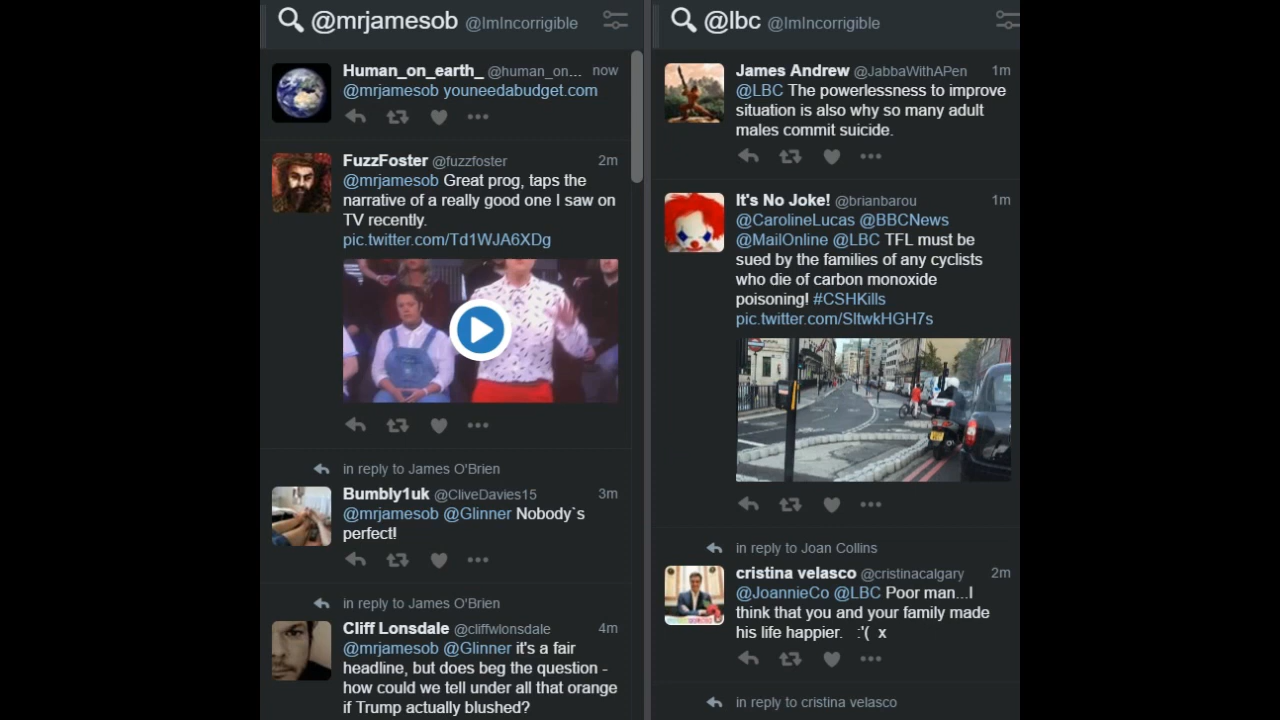 @mrjamesob @ImIncorrigible
Human_on_earth_ @human_on... now
@mrjamesob youneedabudget.com
FuzzFoster @fuzzfoster 2m
@mrjamesob Great prog, taps the
narrative of a really good one I saw on
TV recently.
pic.twitter.com/Td1WJA6XDg
in reply to James O'Brien
Bumbly1uk @CliveDavies15 3m
@mrjamesob @Glinner Nobody`s
perfect!
in reply to James O'Brien
Cliff Lonsdale @cliffwlonsdale 4m
@mrjamesob @Glinner it's a fair
headline, but does beg the question -
how could we tell under all that orange
if Trump actually blushed?
@lbc @ImIncorrigible
James Andrew @JabbaWithAPen 1m
@LBC The powerlessness to improve
situation is also why so many adult
males commit suicide.
It's No Joke! @brianbarou 1m
@CarolineLucas @BBCNews
@MailOnline @LBC TFL must be
sued by the families of any cyclists
who die of carbon monoxide
poisoning! #CSHKills
pic.twitter.com/SltwkHGH7s
in reply to Joan Collins
cristina velasco @cristinacalgary 2m
@JoannieCo @LBC Poor man...I
think that you and your family made
his life happier. :'( x
in reply to cristina velasco